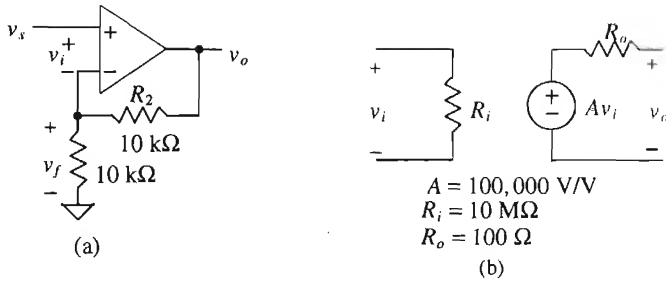 v_s
+
v_i
+
−
−
v_o
R_2
10 kΩ
+
v_f
−
10 kΩ
(a)
+
v_i
−
R_i
+
−
Av_i
R_o
+
v_o
−
A = 100,000 V/V
R_i = 10 MΩ
R_o = 100 Ω
(b)